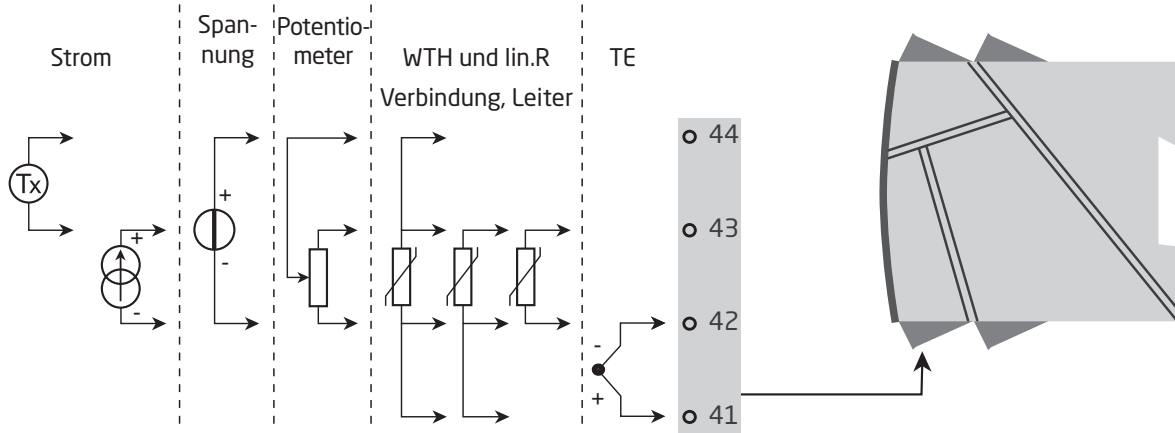 Strom
Span-
nung
Potentio-
meter
WTH und lin.R
Verbindung, Leiter
TE
Tx
+
-
+
-
-
+
44
43
42
41